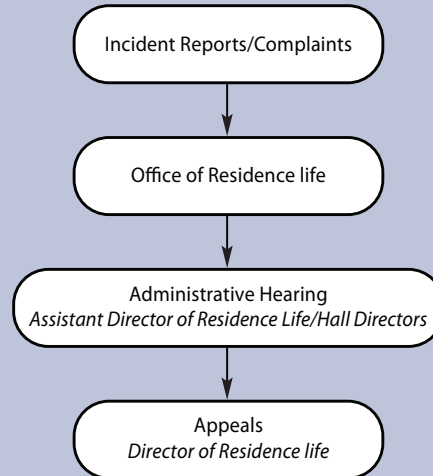 Incident Reports/Complaints
Office of Residence life
Administrative Hearing
Assistant Director of Residence Life/Hall Directors
Appeals
Director of Residence life